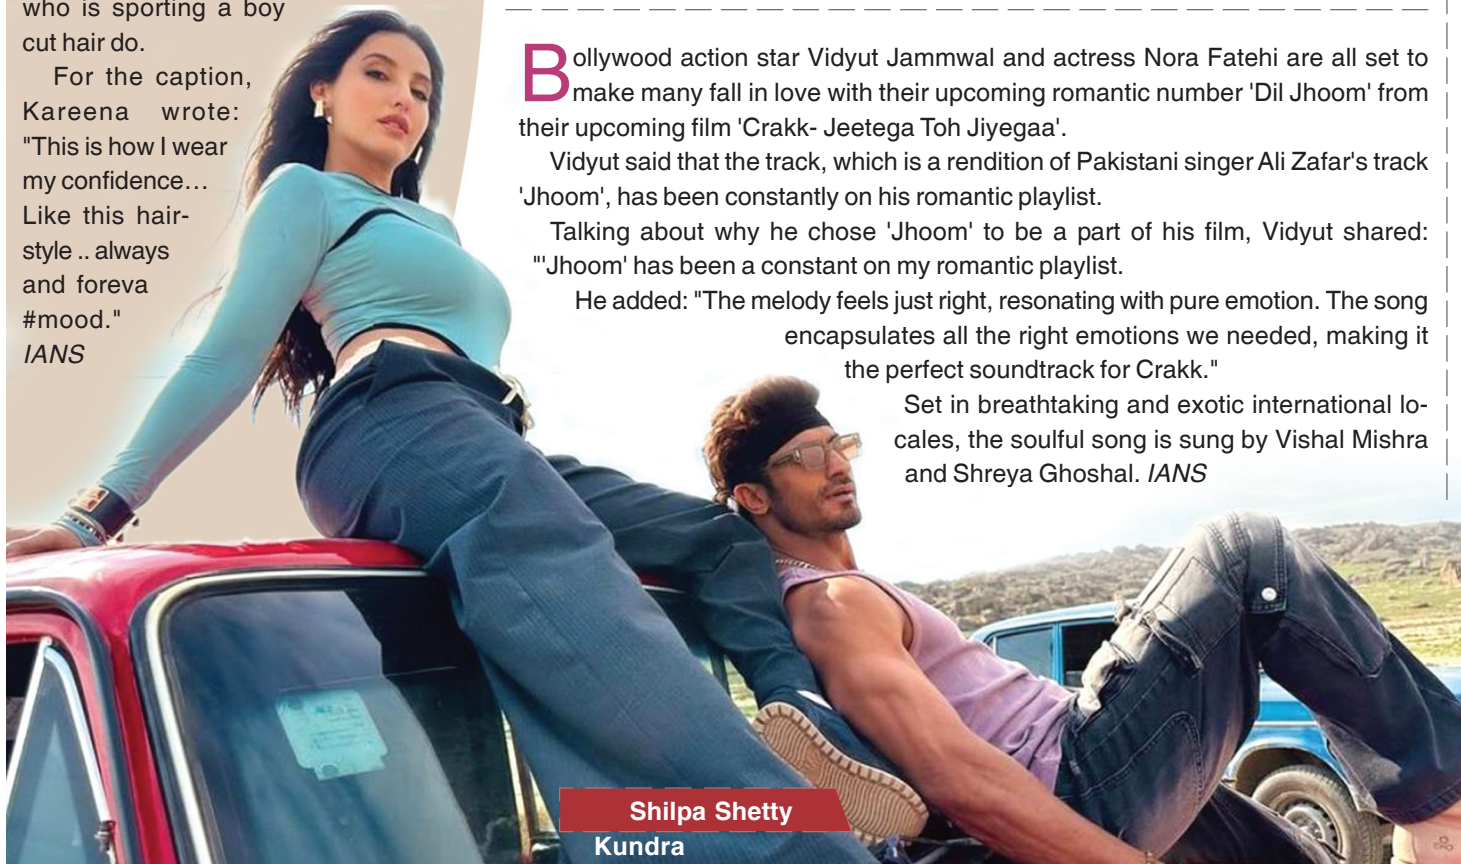 who is sporting a boy
cut hair do.
For the caption,
Kareena wrote:
"This is how I wear
my confidence...
Like this hair-
style .. always
and foreva
#mood."
IANS
Bollywood action star Vidyut Jammwal and actress Nora Fatehi are all set to
make many fall in love with their upcoming romantic number 'Dil Jhoom' from
their upcoming film 'Crakk- Jeetega Toh Jiyegaa'.
Vidyut said that the track, which is a rendition of Pakistani singer Ali Zafar's track
'Jhoom', has been constantly on his romantic playlist.
Talking about why he chose 'Jhoom' to be a part of his film, Vidyut shared:
"'Jhoom' has been a constant on my romantic playlist.
He added: "The melody feels just right, resonating with pure emotion. The song
encapsulates all the right emotions we needed, making it
the perfect soundtrack for Crakk."
Set in breathtaking and exotic international lo-
cales, the soulful song is sung by Vishal Mishra
and Shreya Ghoshal. IANS
Shilpa Shetty
Kundra